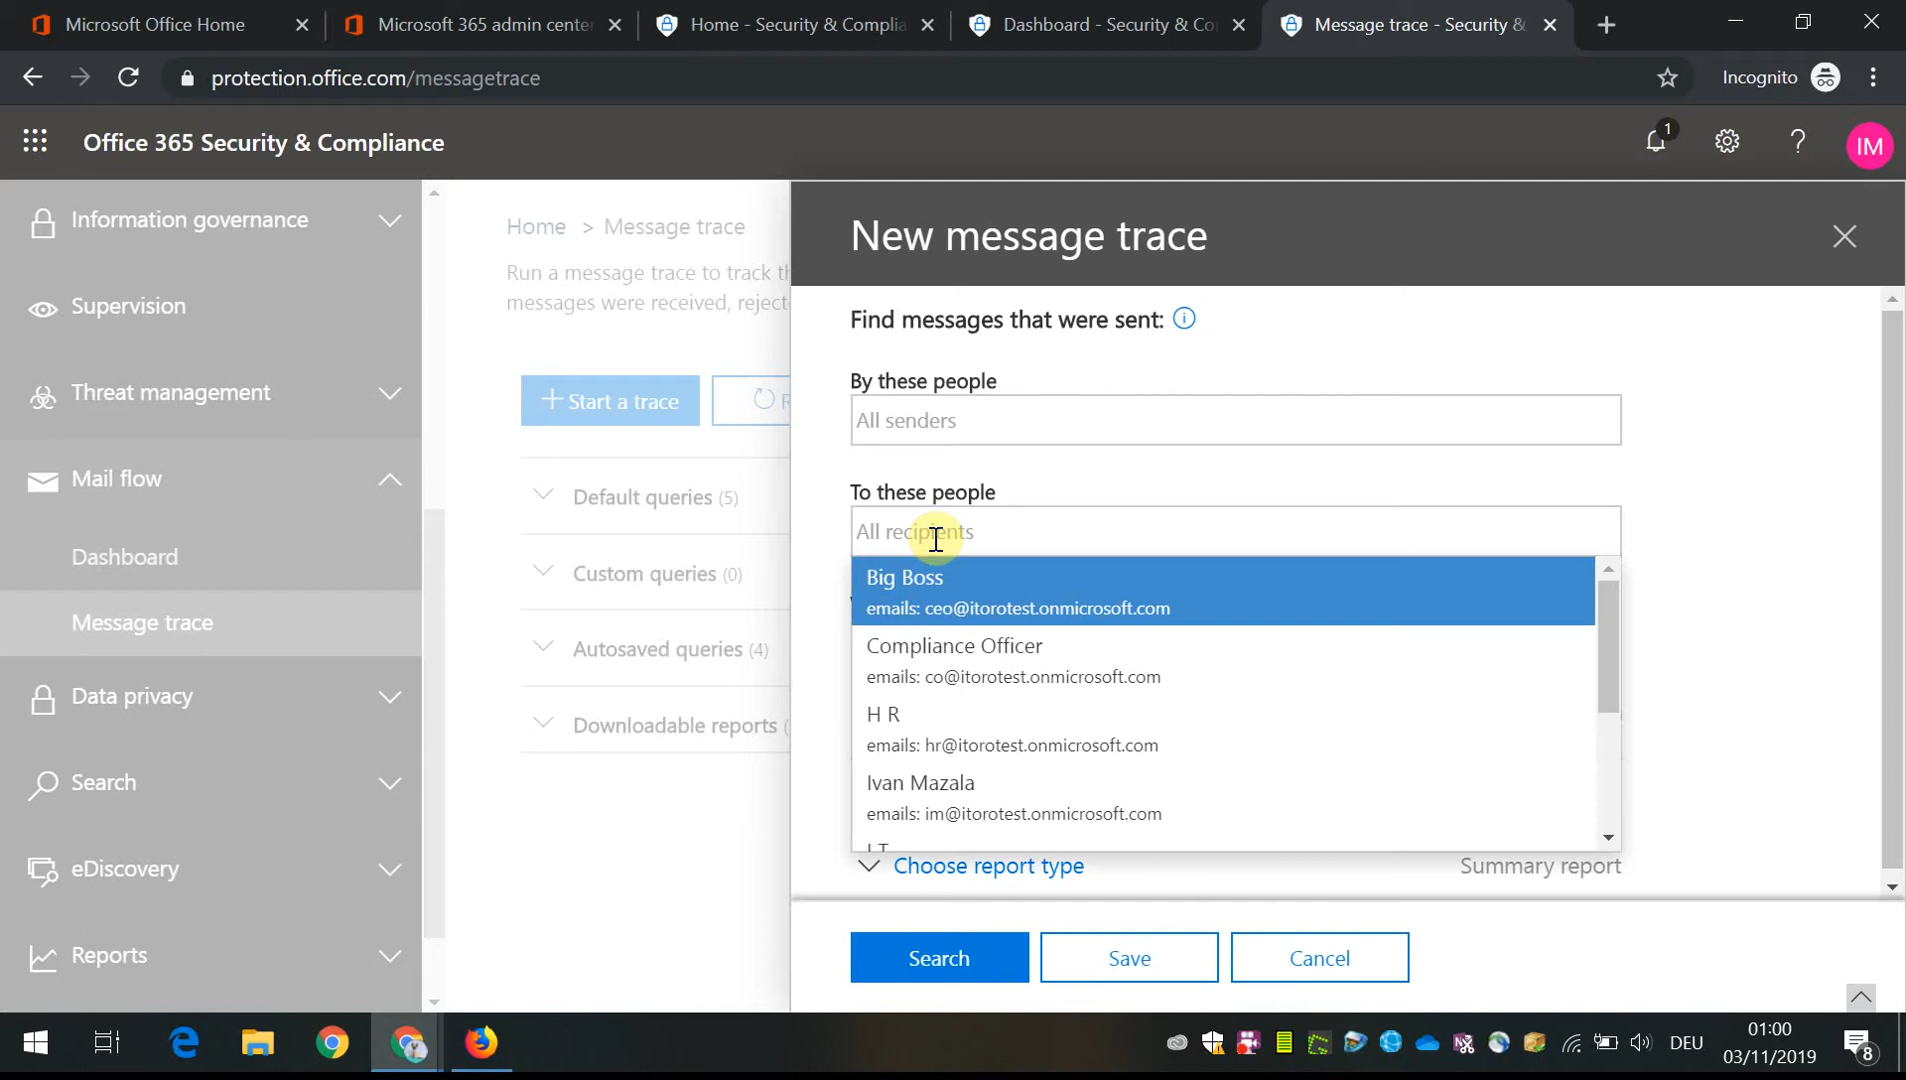 Microsoft Office Home
Microsoft 365 admin center
Home - Security & Complia
Dashboard - Security & Co
Message trace - Security &
protection.office.com/messagetrace
Incognito
Office 365 Security & Compliance
1
?
IM
Information governance
Supervision
Threat management
Mail flow
Dashboard
Message trace
Data privacy
Search
eDiscovery
Reports
Home > Message trace
Run a message trace to track th
messages were received, reject
Start a trace
R
Default queries (5)
Custom queries (0)
Autosaved queries (4)
Downloadable reports (
New message trace
Find messages that were sent:
By these people
All senders
To these people
All recipients
Big Boss
emails: ceo@itorotest.onmicrosoft.com
Compliance Officer
emails: co@itorotest.onmicrosoft.com
H R
emails: hr@itorotest.onmicrosoft.com
Ivan Mazala
emails: im@itorotest.onmicrosoft.com
Choose report type
Summary report
Search
Save
Cancel
DEU
01:00
03/11/2019
8